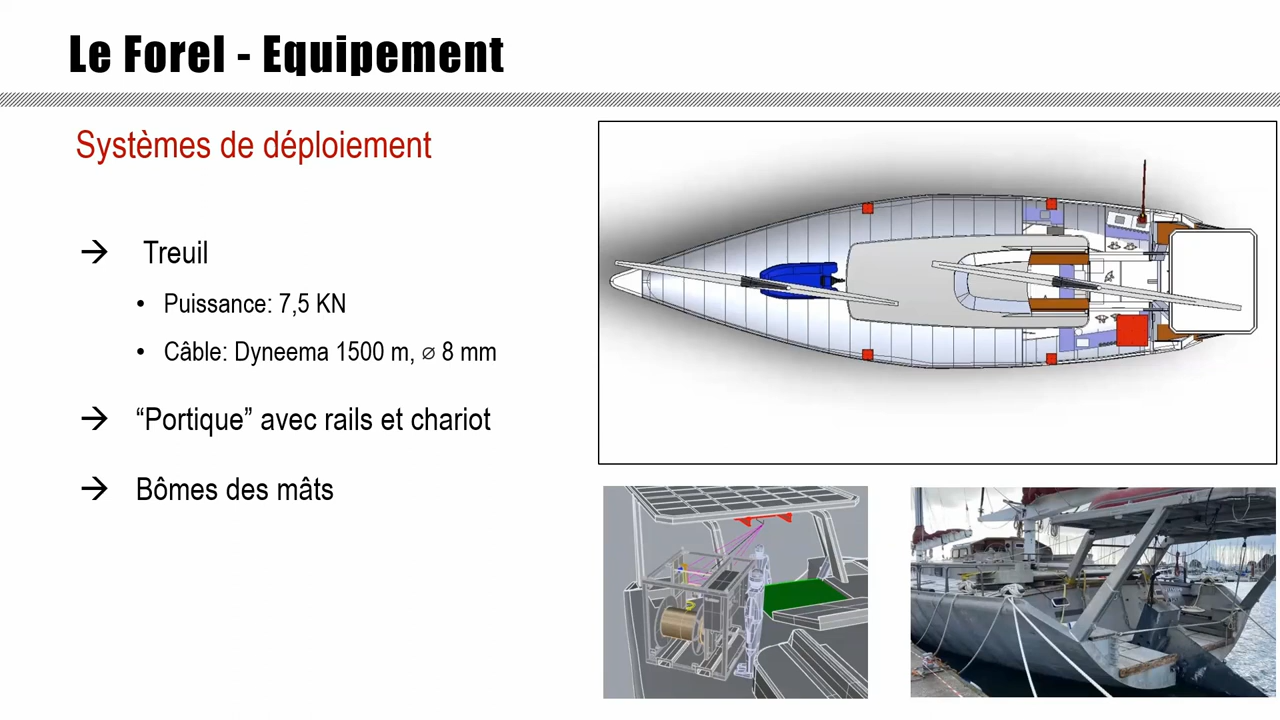 Le Forel - Equipement
Systèmes de déploiement
→ Treuil
• Puissance: 7,5 KN
• Câble: Dyneema 1500 m, ⌀ 8 mm
→ “Portique” avec rails et chariot
→ Bômes des mâts